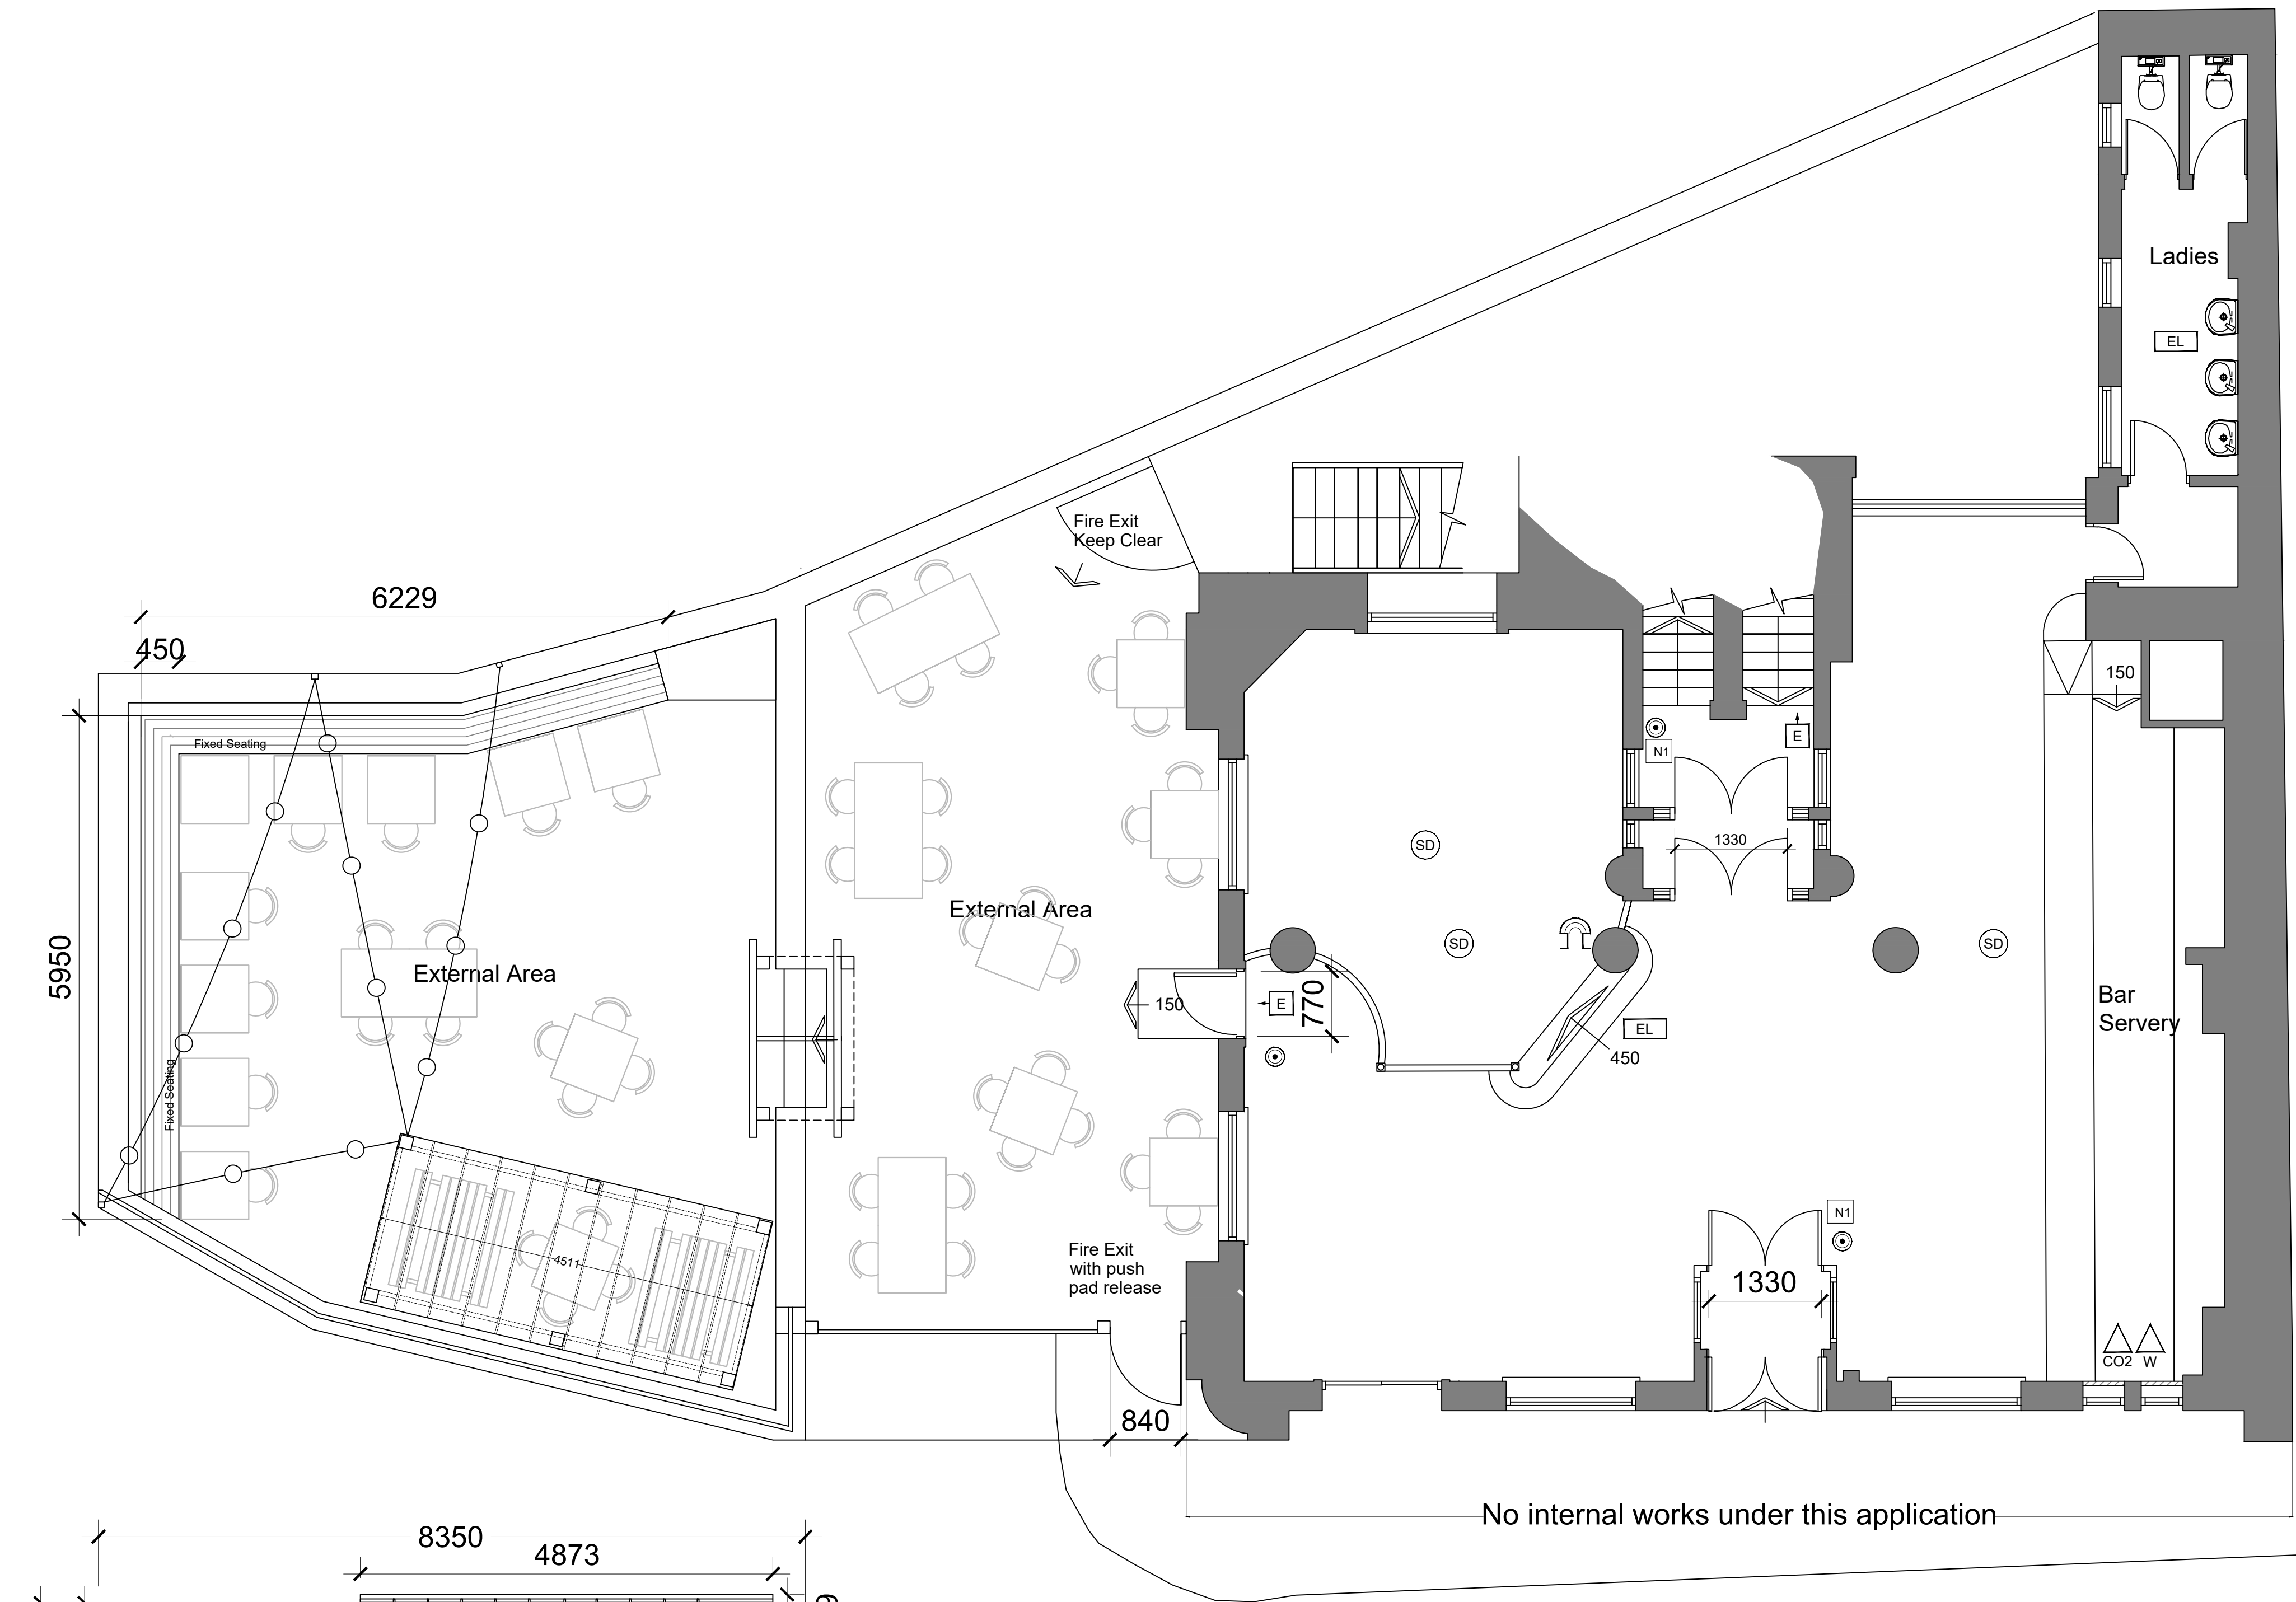 Ladies
EL
Fire Exit
Keep Clear
6229
450
150
Fixed Seating
E
N1
1330
SD
External Area
SD
SD
External Area
5950
Bar
Servery
150
E
770
EL
450
Fixed Seating
N1
Fire Exit
with push
pad release
4511
1330
CO2
W
840
No internal works under this application
8350
4873